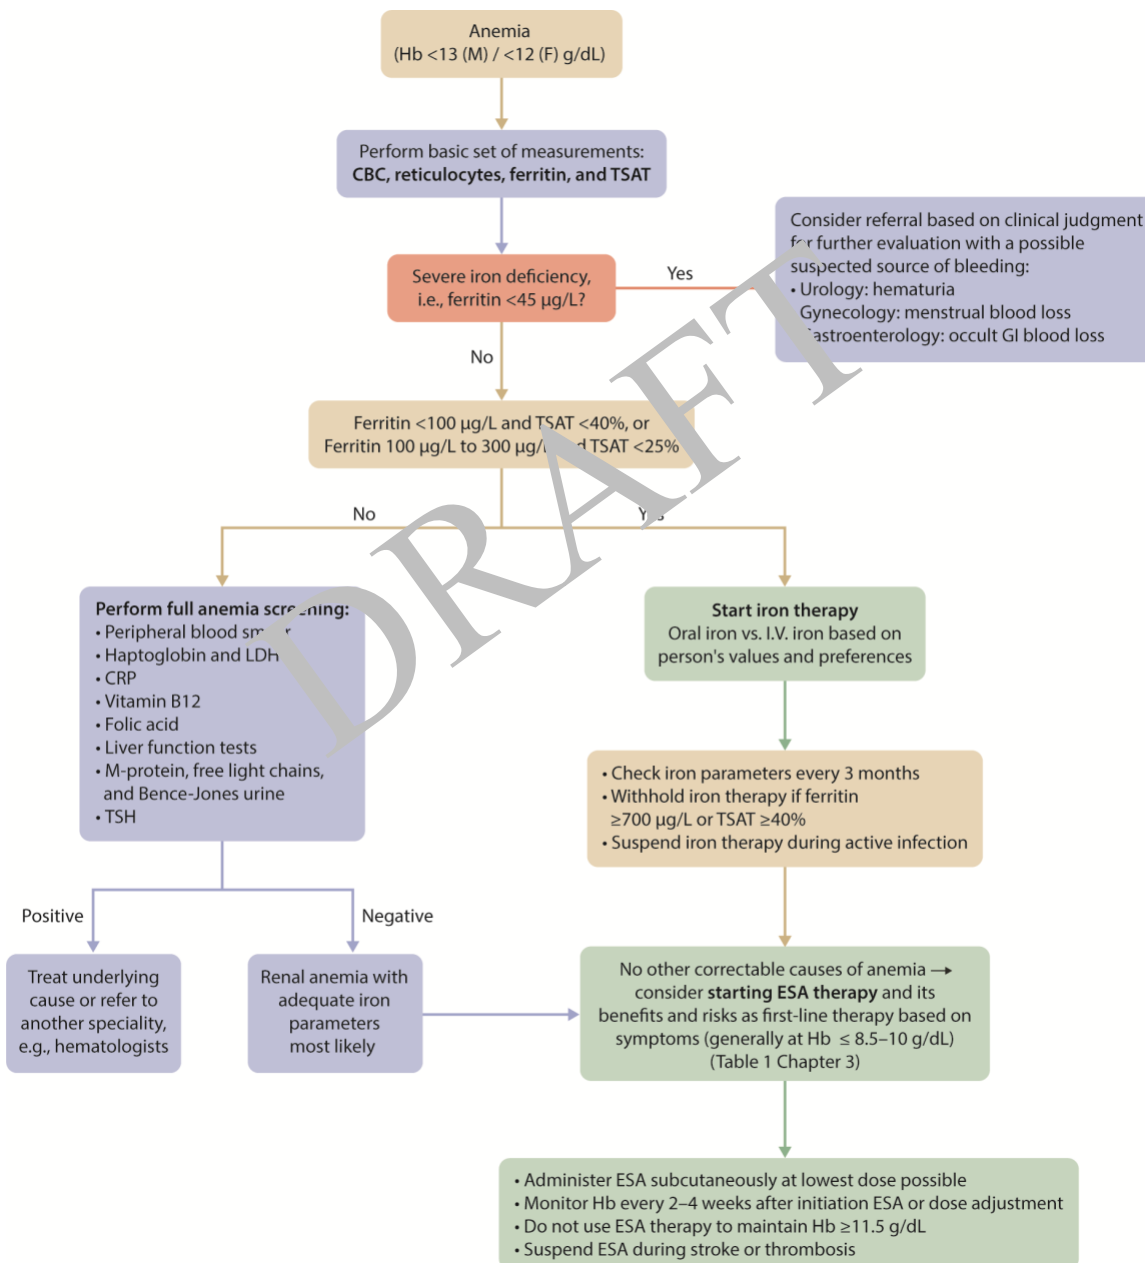 Anemia
(Hb <13 (M) / <12 (F) g/dL)
Perform basic set of measurements:
CBC, reticulocytes, ferritin, and TSAT
Consider referral based on clinical judgment
for further evaluation with a possible
suspected source of bleeding:
• Urology: hematuria
Gynecology: menstrual blood loss
Gastroenterology: occult GI blood loss
Severe iron deficiency,
i.e., ferritin <45 µg/L?
Yes
No
Ferritin <100 µg/L and TSAT <40%, or
Ferritin 100 µg/L to 300 µg/L and TSAT <25%
No
Yes
DRAFT
Perform full anemia screening:
• Peripheral blood smear
• Haptoglobin and LDH
• CRP
• Vitamin B12
• Folic acid
• Liver function tests
• M-protein, free light chains,
and Bence-Jones urine
• TSH
Start iron therapy
Oral iron vs. I.V. iron based on
person's values and preferences
• Check iron parameters every 3 months
• Withhold iron therapy if ferritin
≥700 µg/L or TSAT ≥40%
• Suspend iron therapy during active infection
Positive
Negative
Treat underlying
cause or refer to
another speciality,
e.g., hematologists
Renal anemia with
adequate iron
parameters
most likely
No other correctable causes of anemia →
consider starting ESA therapy and its
benefits and risks as first-line therapy based on
symptoms (generally at Hb ≤ 8.5–10 g/dL)
(Table 1 Chapter 3)
• Administer ESA subcutaneously at lowest dose possible
• Monitor Hb every 2–4 weeks after initiation ESA or dose adjustment
• Do not use ESA therapy to maintain Hb ≥11.5 g/dL
• Suspend ESA during stroke or thrombosis